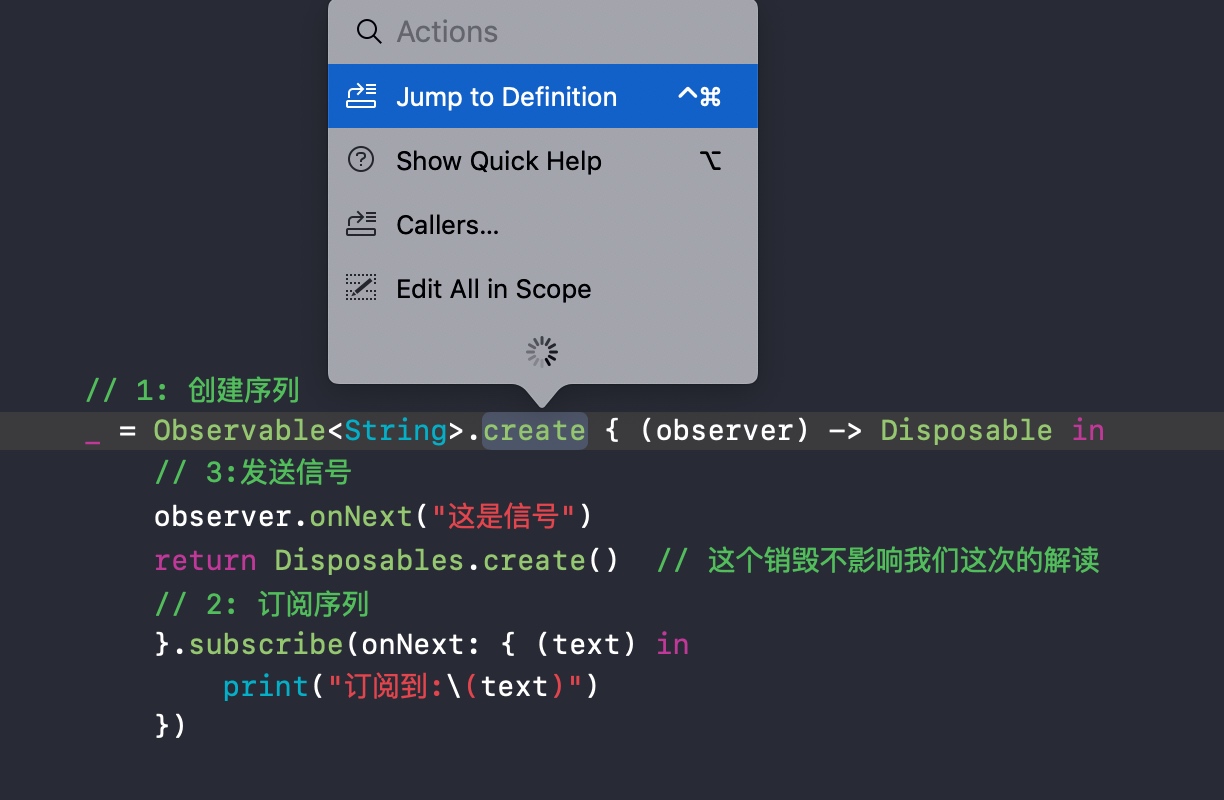 Actions
Jump to Definition ^⌘
Show Quick Help ⌥
Callers...
Edit All in Scope
// 1: 创建序列
_ = Observable<String>.create { (observer) -> Disposable in
// 3:发送信号
observer.onNext("这是信号")
return Disposables.create()  // 这个销毁不影响我们这次的解读
// 2: 订阅序列
}.subscribe(onNext: { (text) in
print("订阅到:\(text)")
})